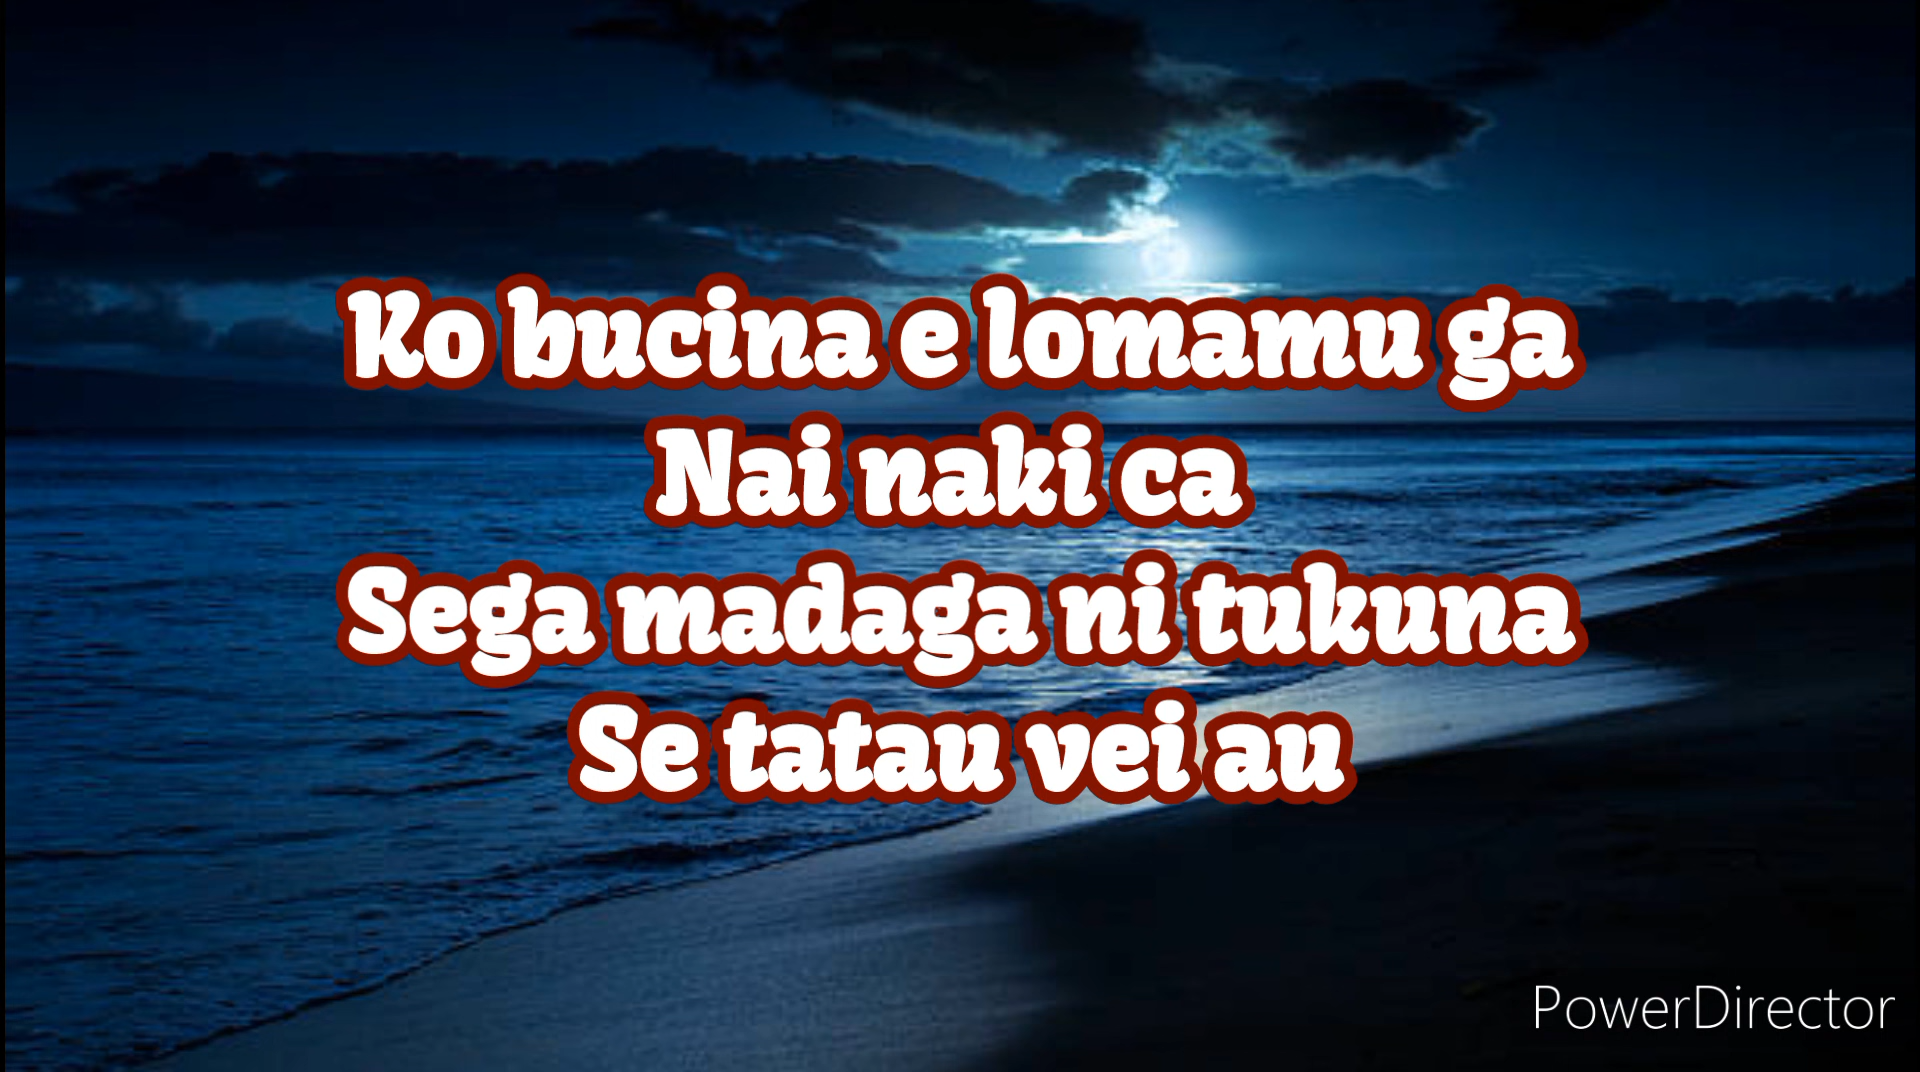 Ko bucina e lomamu ga
Nai naki ca
Sega madaga ni tukuna
Se tatau vei au
PowerDirector